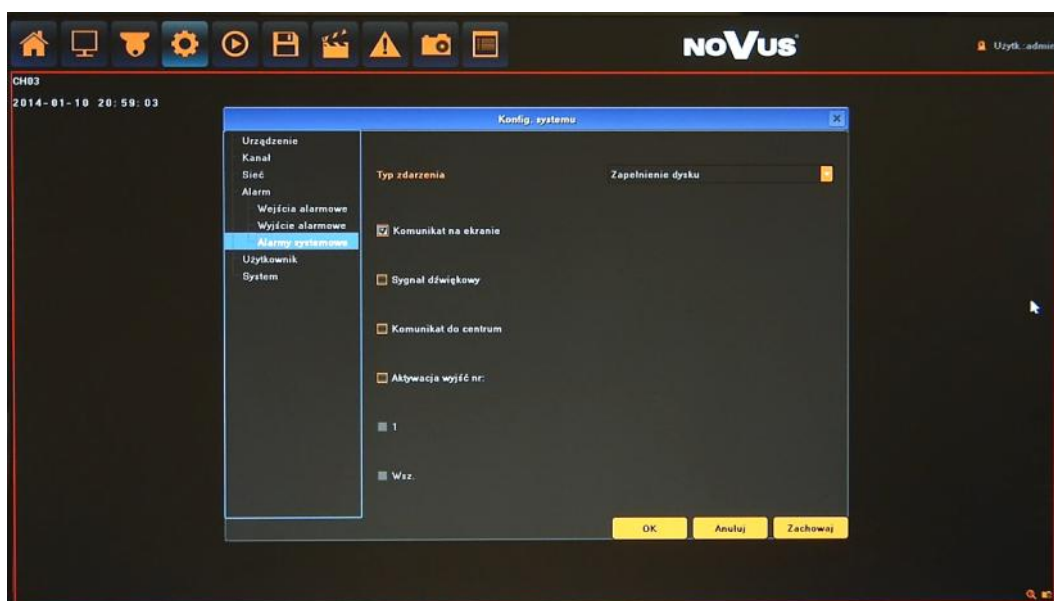 NOVUS
Użytk.:admin
CH03
2014-01-10 20:59:03
Konfig. systemu
Urządzenie
Kanał
Sieć
Alarm
Wejścia alarmowe
Wyjście alarmowe
Alarmy systemowe
Użytkownik
System
Typ zdarzenia
Zapełnienie dysku
Komunikat na ekranie
Sygnał dźwiękowy
Komunikat do centrum
Aktywacja wyjść nr:
1
Wsz.
OK
Anuluj
Zachowaj